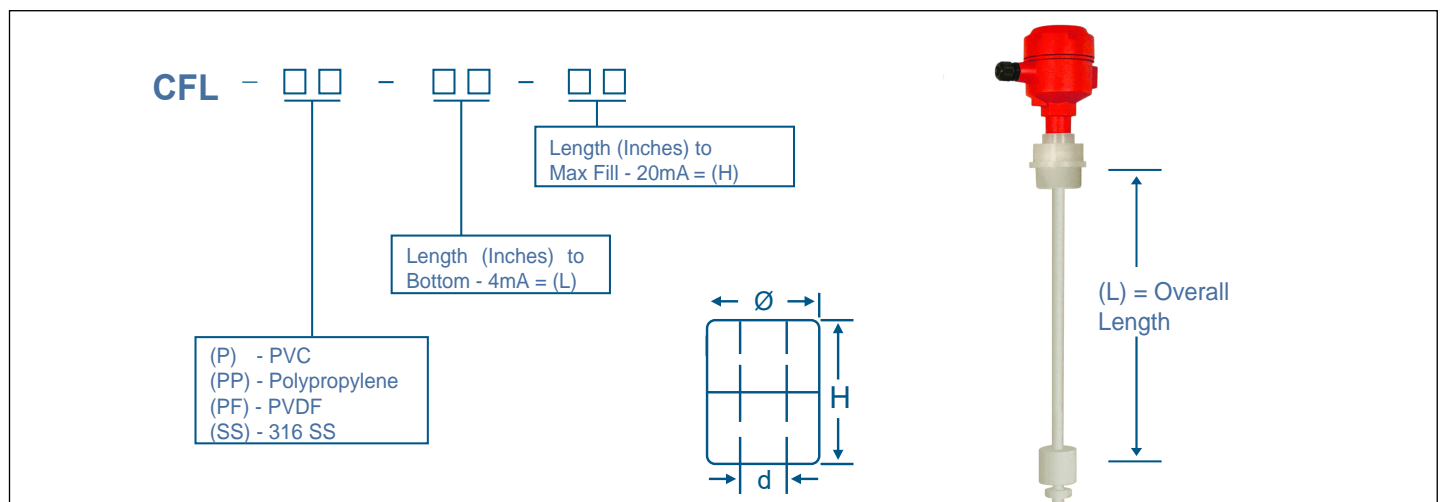 CFL - □□ - □□ - □□
Length (Inches) to
Max Fill - 20mA = (H)
Length (Inches) to
Bottom - 4mA = (L)
(P) - PVC
(PP) - Polypropylene
(PF) - PVDF
(SS) - 316 SS
Ø
H
d
(L) = Overall
Length